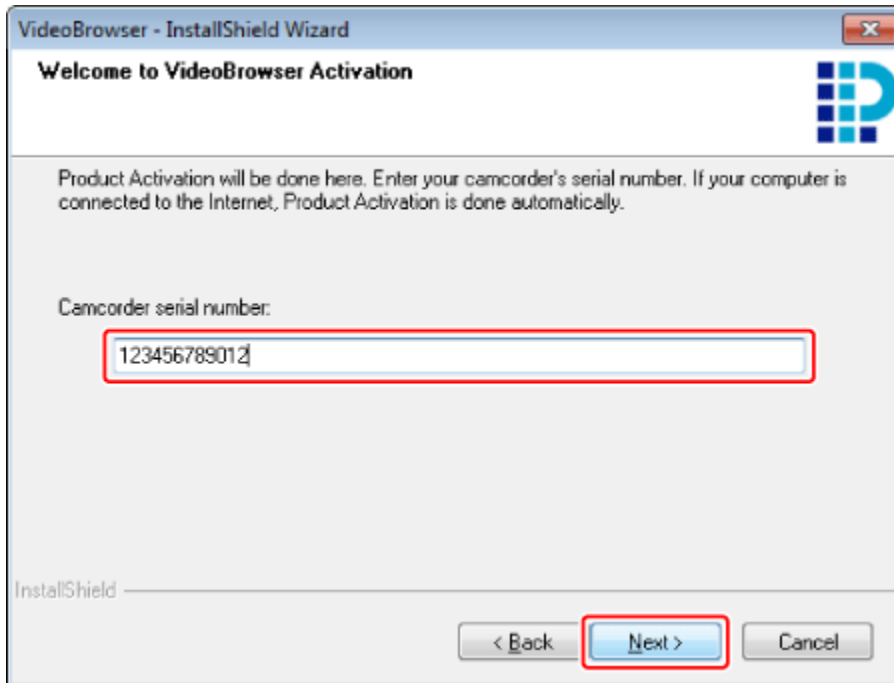 VideoBrowser - InstallShield Wizard
Welcome to VideoBrowser Activation
Product Activation will be done here. Enter your camcorder's serial number. If your computer is
connected to the Internet, Product Activation is done automatically.
Camcorder serial number:
123456789012
InstallShield
< Back
Next >
Cancel